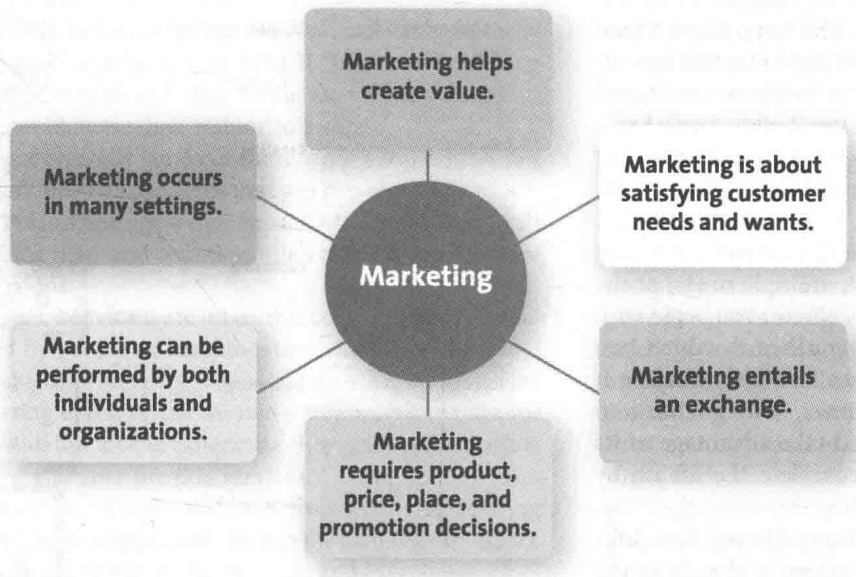 Marketing helps
create value.
Marketing is about
satisfying customer
needs and wants.
Marketing entails
an exchange.
Marketing
requires product,
price, place, and
promotion decisions.
Marketing can be
performed by both
individuals and
organizations.
Marketing occurs
in many settings.
Marketing